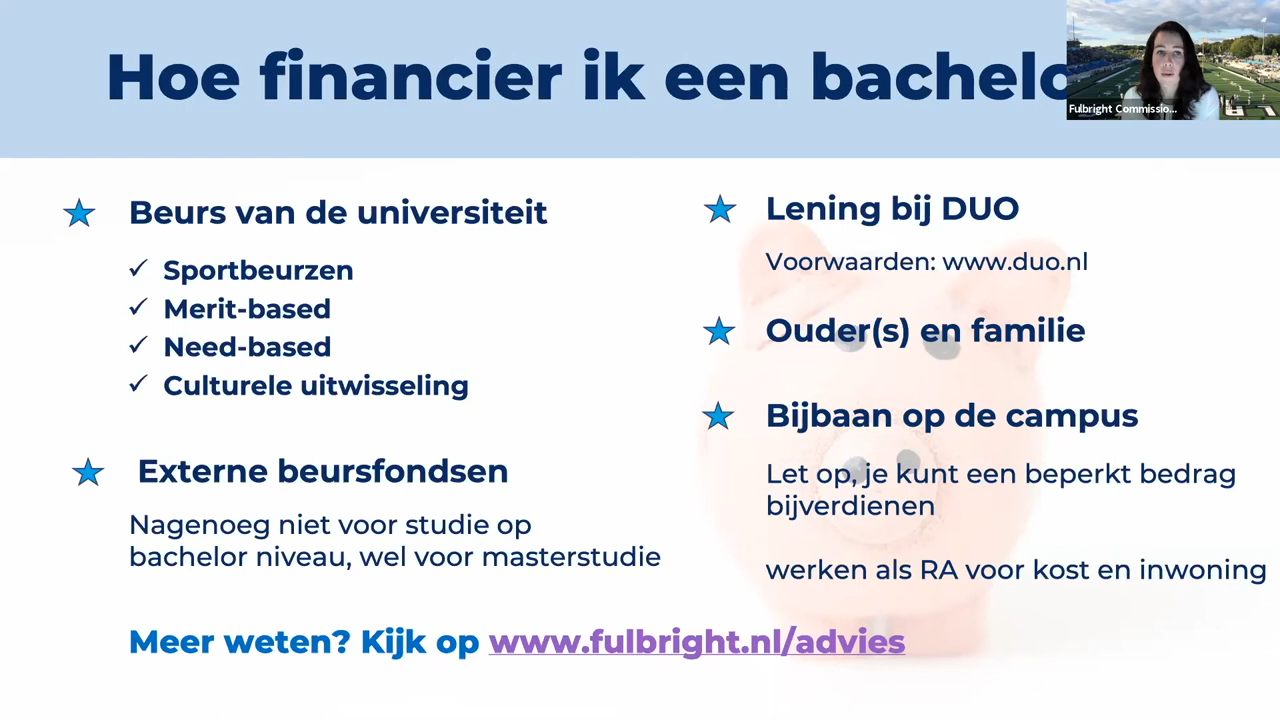 Hoe financier ik een bachelo
Fulbright Commissio...
Beurs van de universiteit
Sportbeurzen
Merit-based
Need-based
Culturele uitwisseling
Externe beursfondsen
Nagenoeg niet voor studie op
bachelor niveau, wel voor masterstudie
Lening bij DUO
Voorwaarden: www.duo.nl
Ouder(s) en familie
Bijbaan op de campus
Let op, je kunt een beperkt bedrag
bijverdienen
werken als RA voor kost en inwoning
Meer weten? Kijk op www.fulbright.nl/advies